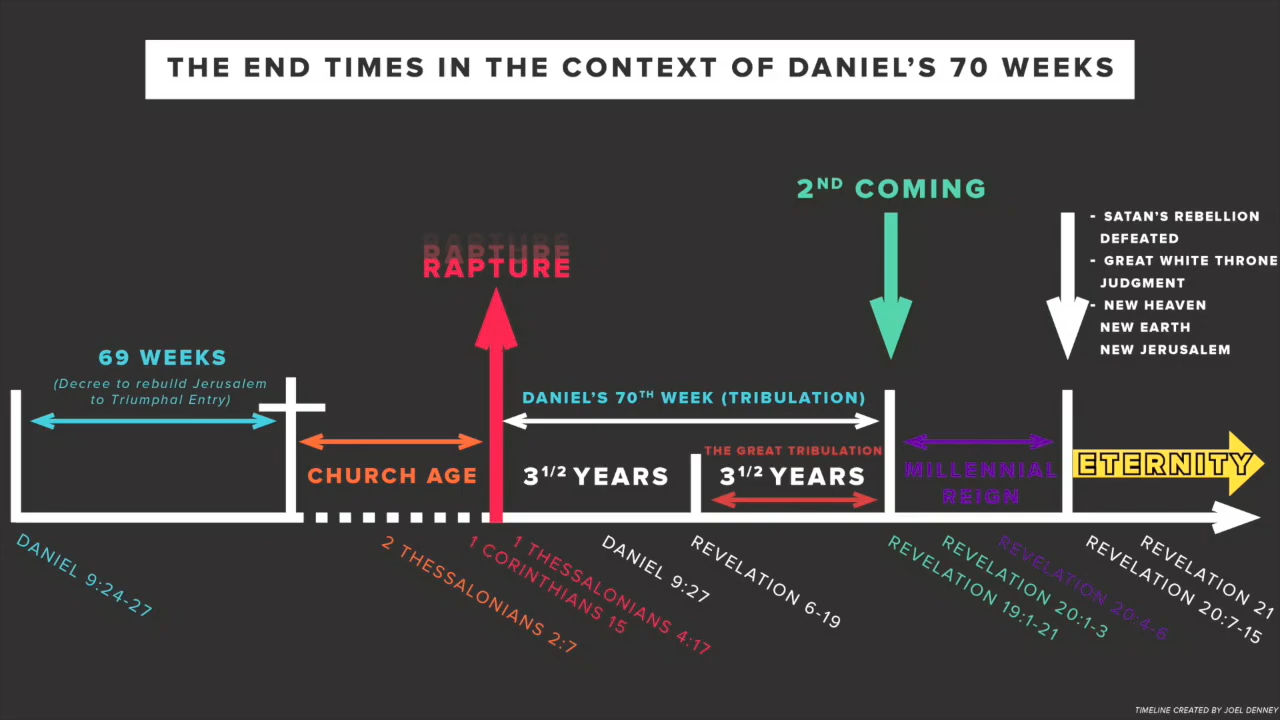 THE END TIMES IN THE CONTEXT OF DANIEL'S 70 WEEKS
2ND COMING
- SATAN'S REBELLION
DEFEATED
- GREAT WHITE THRONE
JUDGMENT
- NEW HEAVEN
NEW EARTH
NEW JERUSALEM
RAPTURE
69 WEEKS
(Decree to rebuild Jerusalem
to Triumphal Entry)
DANIEL'S 70TH WEEK (TRIBULATION)
CHURCH AGE
3 1/2 YEARS
THE GREAT TRIBULATION
3 1/2 YEARS
MILLENNIAL
REIGN
ETERNITY
DANIEL 9:24-27
2 THESSALONIANS 2:7
1 CORINTHIANS 15
1 THESSALONIANS 4:17
DANIEL 9:27
REVELATION 6-19
REVELATION 19:1-21
REVELATION 20:1-3
REVELATION 20:4-6
REVELATION 20:7-15
REVELATION 21
TIMELINE CREATED BY JOEL DENNEY